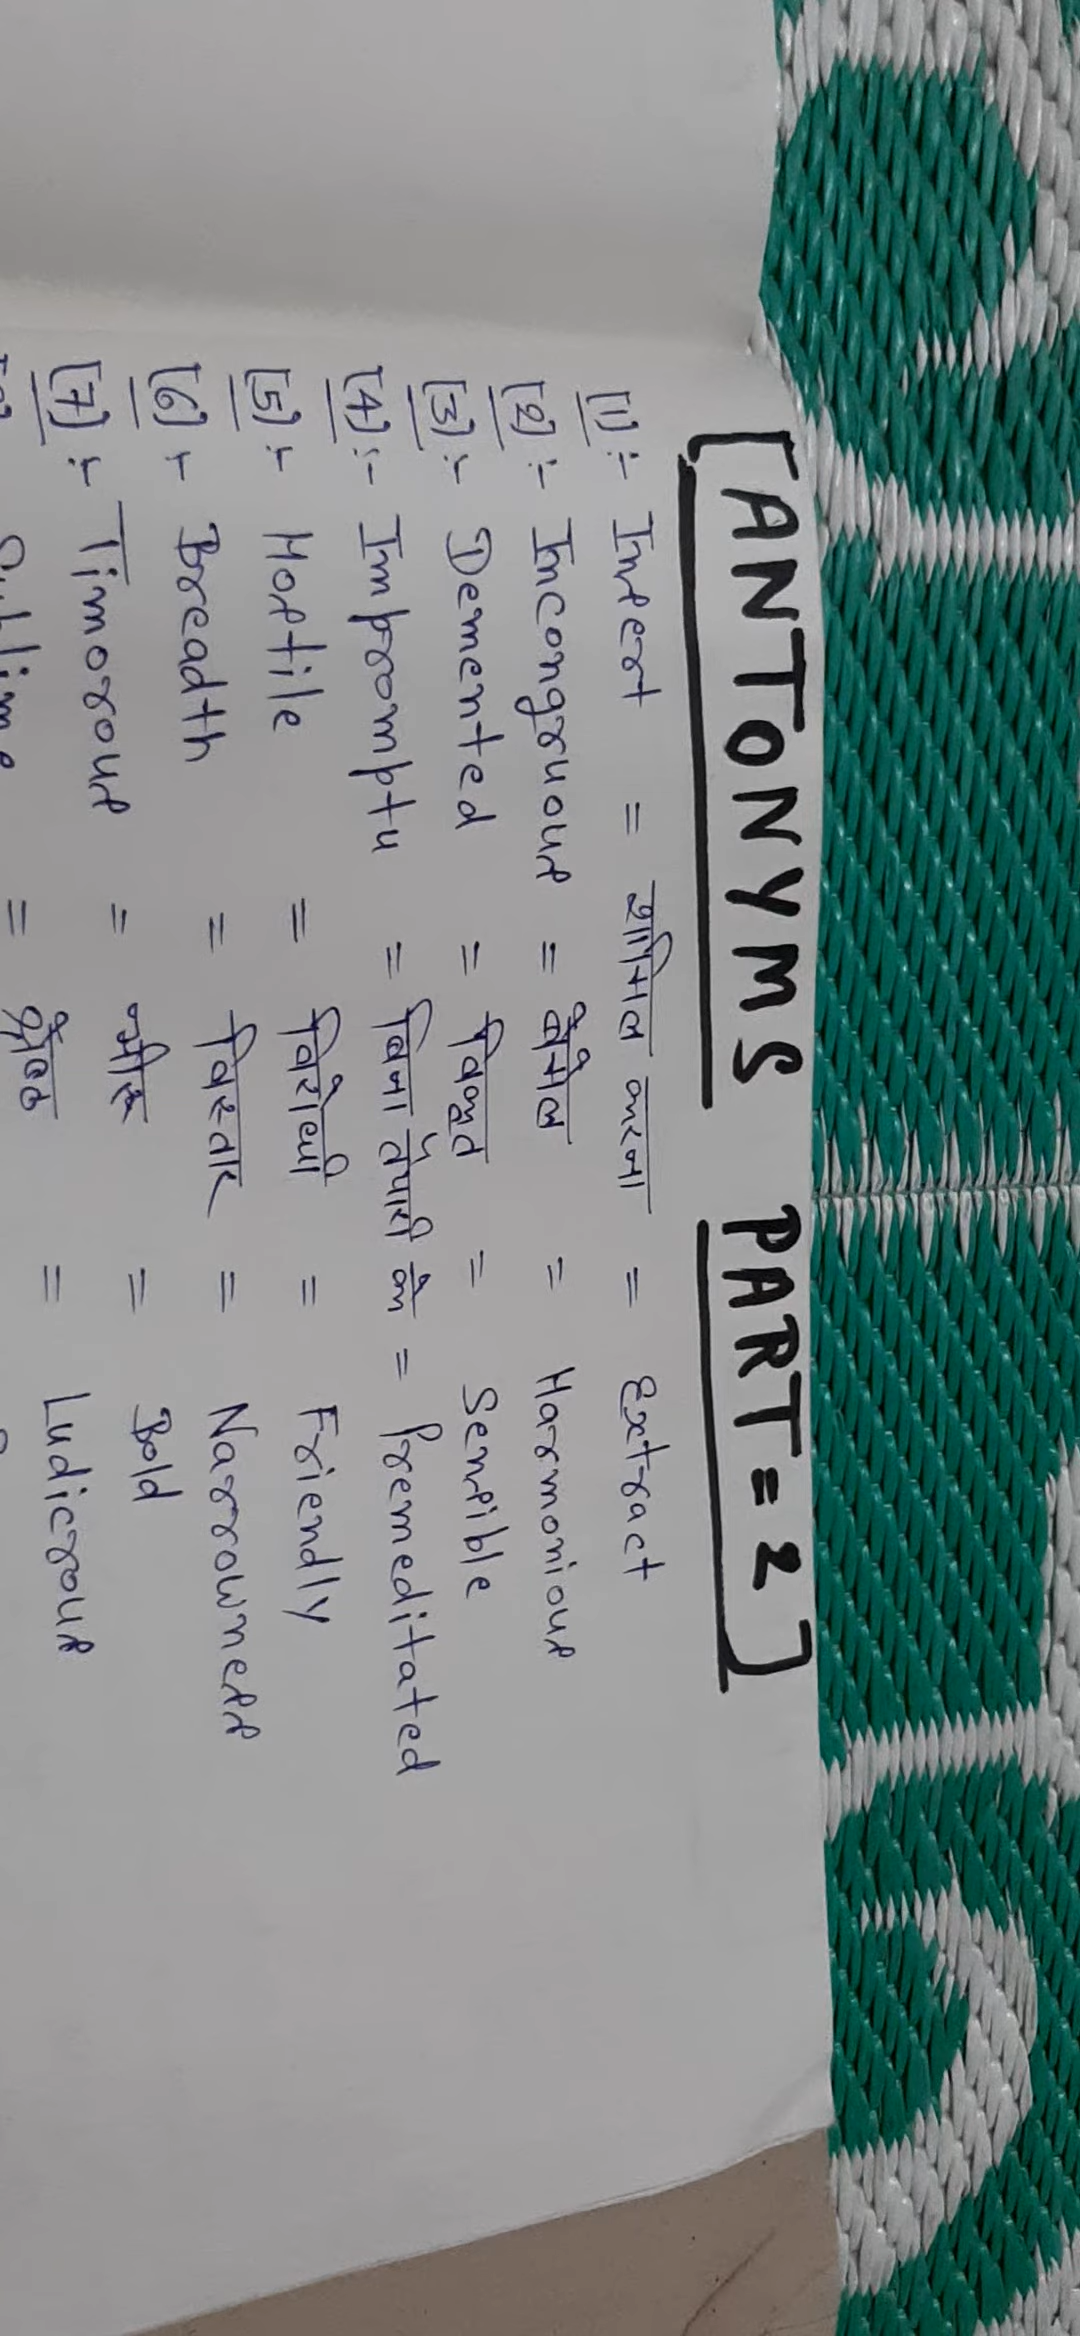 [ANTONYMS PART = 2]
[1] :- Insert = शामिल करना = Extract
[2] :- Incongruous = बेमेल = Harmonious
[3] :- Demented = विकृत = Sensible
[4] :- Impromptu = बिना तैयारी के = Premeditated
[5] :- Hostile = विरोधी = Friendly
[6] :- Breadth = विस्तार = Narrowness
[7] :- Timorous = भीरू = Bold
Sublime = श्रेष्ठ = Ludicrous